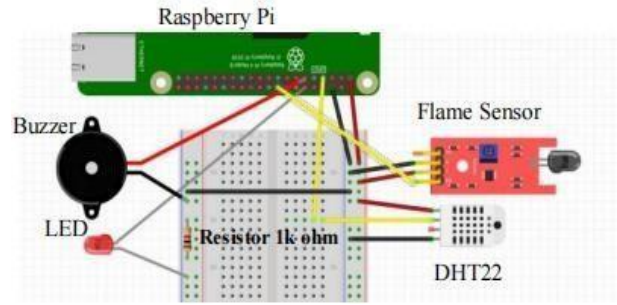 Raspberry Pi
Flame Sensor
Buzzer
LED
Resistor 1k ohm
DHT22